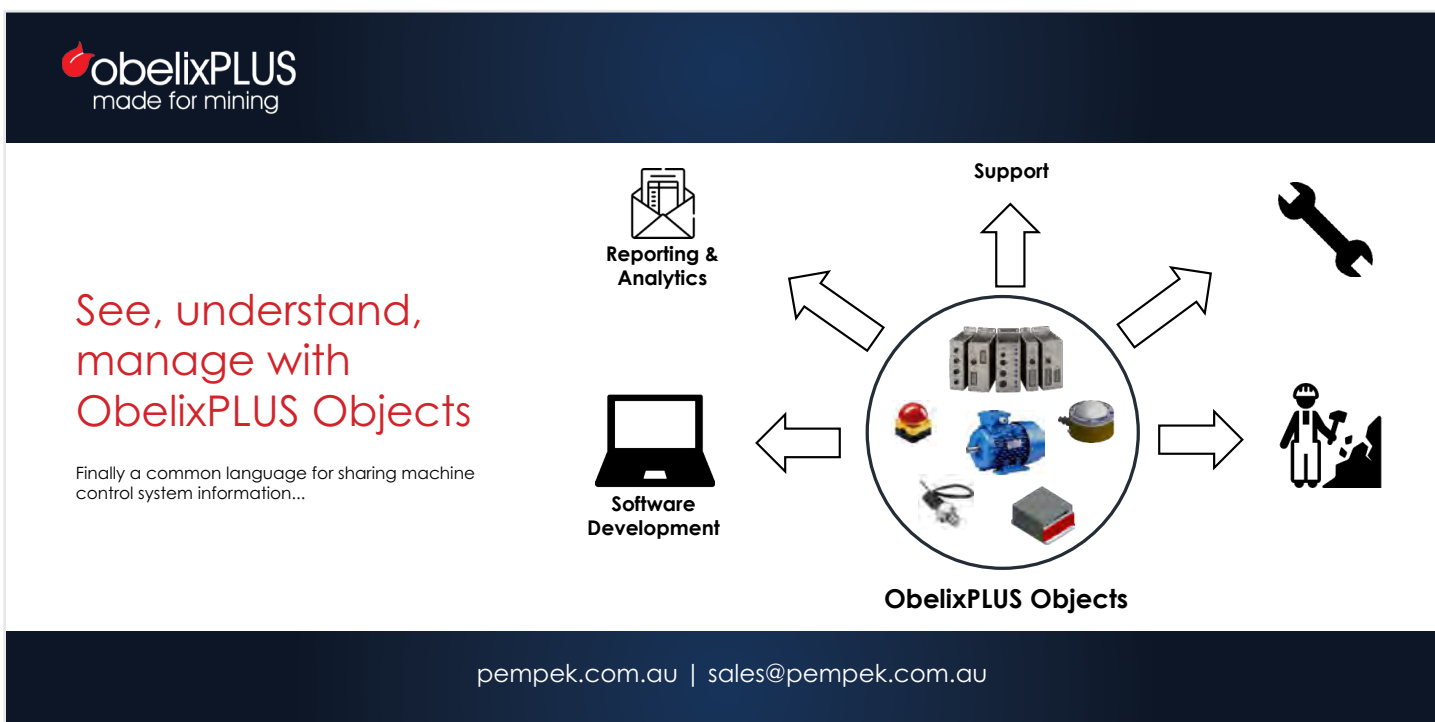 obelixPLUS
made for mining
See, understand,
manage with
ObelixPLUS Objects
Finally a common language for sharing machine
control system information...
Reporting &
Analytics
Support
Software
Development
ObelixPLUS Objects
pempek.com.au | sales@pempek.com.au